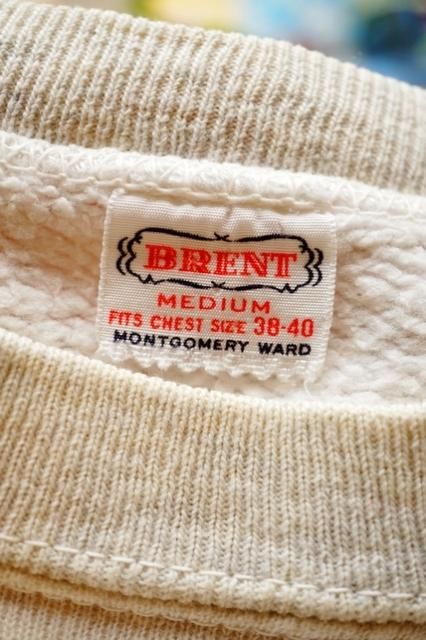 BRENT
MEDIUM
FITS CHEST SIZE 38-40
MONTGOMERY WARD